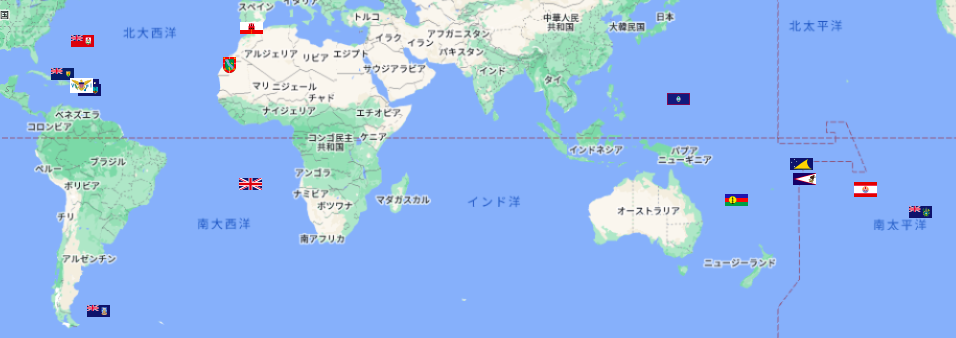 スペイン
イタリア
国
トルコ
中華人民
共和国
日本
大韓民国
北大西洋
北太平洋
イラク
イラン
アフガニスタン
パキスタン
アルジェリア
リビア
エジプト
サウジアラビア
インド
タイ
マリ
ニジェール
チャド
ナイジェリア
エチオピア
ベネズエラ
コロンビア
コンゴ民主
共和国
ケニア
インドネシア
パプア
ニューギニア
ブラジル
ペルー
ボリビア
アンゴラ
ナミビア
ボツワナ
マダガスカル
インド洋
オーストラリア
チリ
南大西洋
南太平洋
南アフリカ
アルゼンチン
ニュージーランド